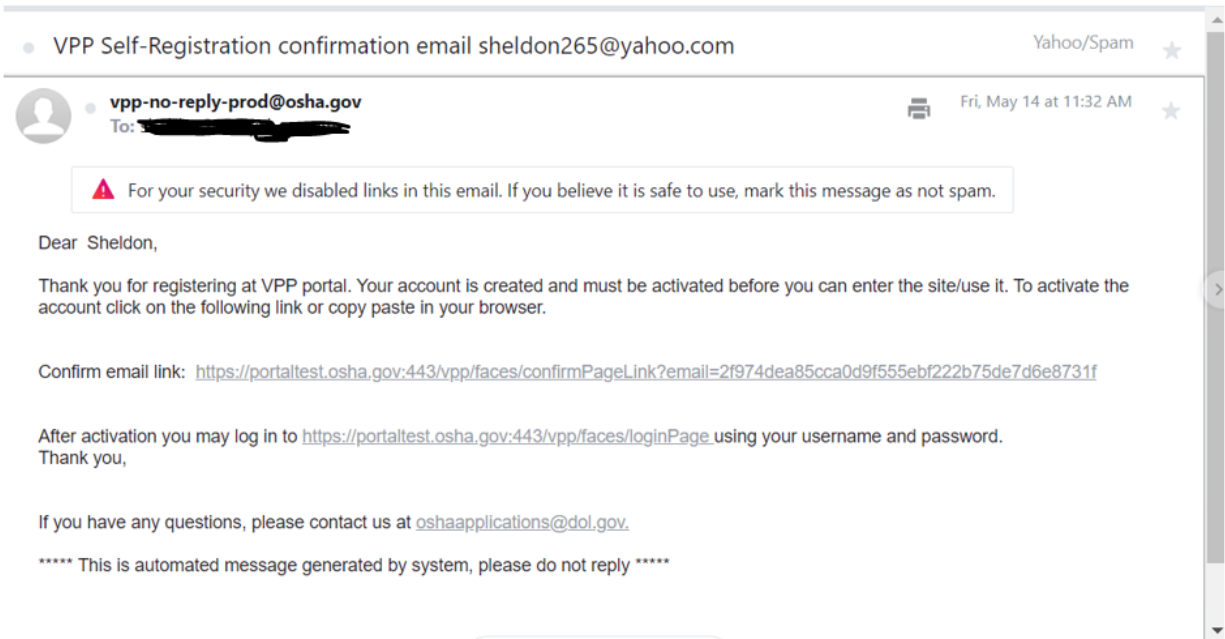 VPP Self-Registration confirmation email sheldon265@yahoo.com
Yahoo/Spam
vpp-no-reply-prod@osha.gov
Fri, May 14 at 11:32 AM
To:
For your security we disabled links in this email. If you believe it is safe to use, mark this message as not spam.
Dear  Sheldon,
Thank you for registering at VPP portal. Your account is created and must be activated before you can enter the site/use it. To activate the
account click on the following link or copy paste in your browser.
Confirm email link:  https://portaltest.osha.gov:443/vpp/faces/confirmPageLink?email=2f974dea85cca0d9f555ebf222b75de7d6e8731f
After activation you may log in to https://portaltest.osha.gov:443/vpp/faces/loginPage using your username and password.
Thank you,
If you have any questions, please contact us at oshaapplications@dol.gov.
***** This is automated message generated by system, please do not reply *****